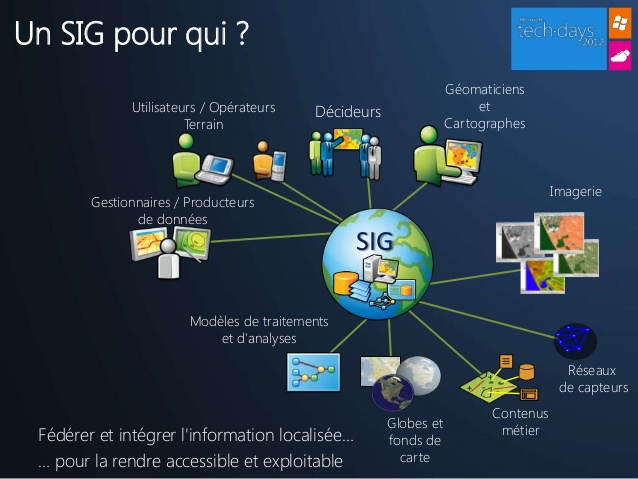 Un SIG pour qui ?
Microsoft
tech·days
2012
Géomaticiens
et
Cartographes
Utilisateurs / Opérateurs
Terrain
Décideurs
Imagerie
Gestionnaires / Producteurs
de données
SIG
Modèles de traitements
et d'analyses
Réseaux
de capteurs
Contenus
métier
Globes et
fonds de
carte
Fédérer et intégrer l'information localisée...
... pour la rendre accessible et exploitable